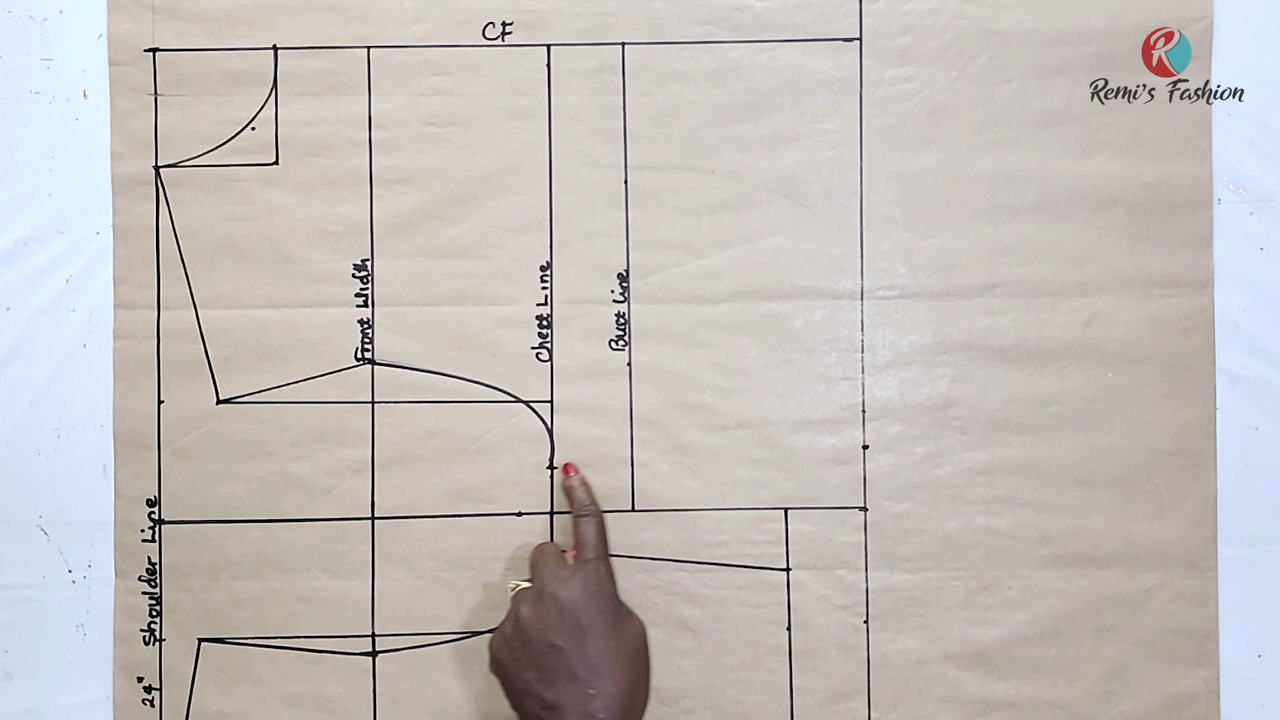 CF
R
Remi's Fashion
Front Width
Chest Line
Bust Line
Shoulder Line
24"